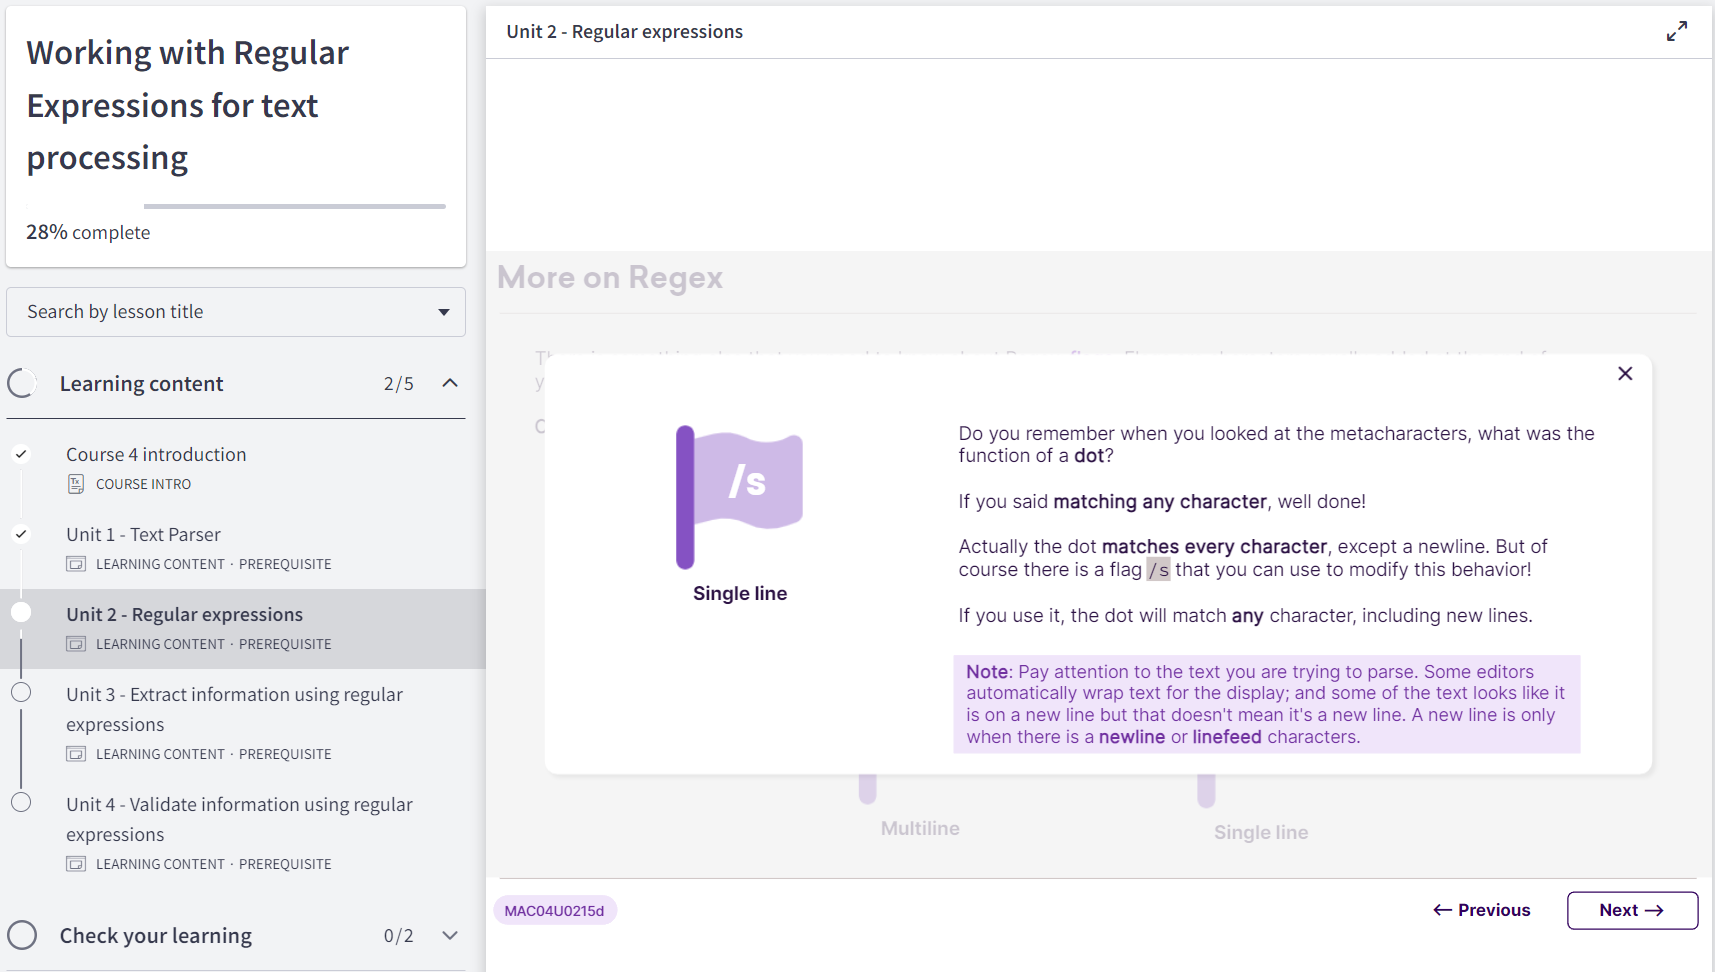 Working with Regular
Expressions for text
processing
28% complete
Search by lesson title
Learning content 2/5
Course 4 introduction
COURSE INTRO
Unit 1 - Text Parser
LEARNING CONTENT · PREREQUISITE
Unit 2 - Regular expressions
LEARNING CONTENT · PREREQUISITE
Unit 3 - Extract information using regular
expressions
LEARNING CONTENT · PREREQUISITE
Unit 4 - Validate information using regular
expressions
LEARNING CONTENT · PREREQUISITE
Check your learning 0/2
Unit 2 - Regular expressions
More on Regex
/s
Single line
Do you remember when you looked at the metacharacters, what was the
function of a dot?
If you said matching any character, well done!
Actually the dot matches every character, except a newline. But of
course there is a flag /s that you can use to modify this behavior!
If you use it, the dot will match any character, including new lines.
Note: Pay attention to the text you are trying to parse. Some editors
automatically wrap text for the display; and some of the text looks like it
is on a new line but that doesn't mean it's a new line. A new line is only
when there is a newline or linefeed characters.
Multiline
Single line
MAC04U0215d
← Previous
Next →